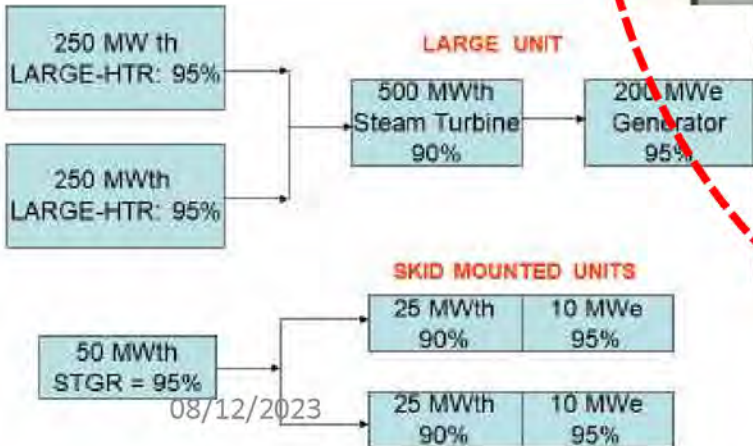 250 MW th
LARGE-HTR: 95%
LARGE UNIT
500 MWth
Steam Turbine
90%
200 MWe
Generator
95%
250 MWth
LARGE-HTR: 95%
SKID MOUNTED UNITS
25 MWth
90%
10 MWe
95%
50 MWth
STGR = 95%
08/12/2023
25 MWth
90%
10 MWe
95%